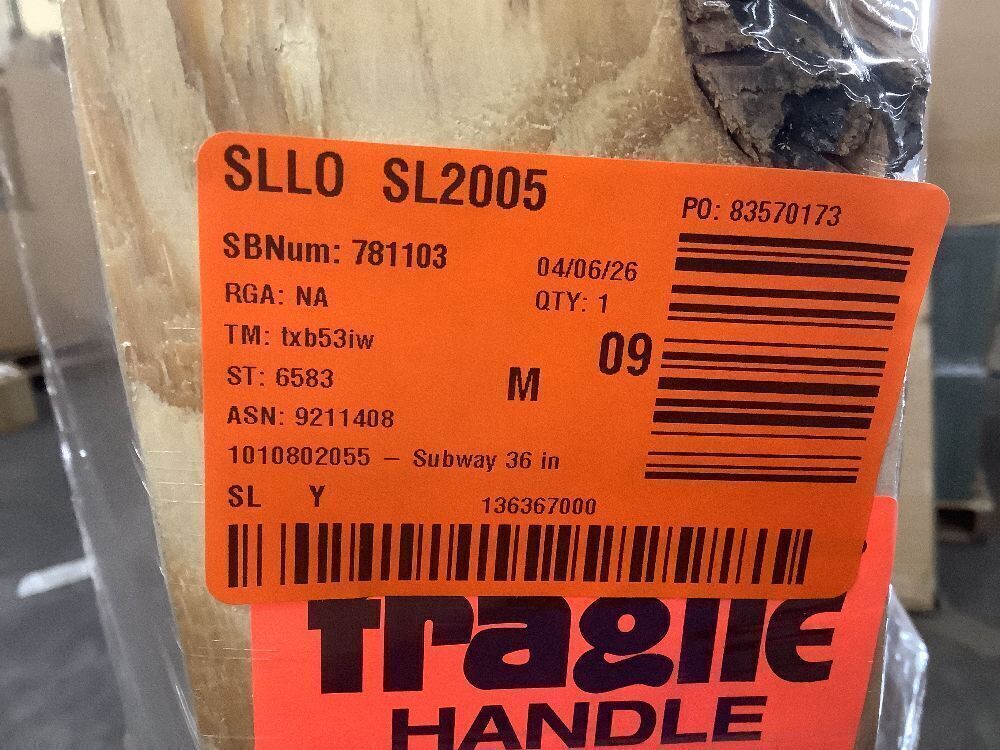 SLLO SL2005
PO: 83570173
SBNum: 781103
04/06/26
RGA: NA
QTY: 1
TM: txb53iw
09
ST: 6583
M
ASN: 9211408
1010802055 – Subway 36 in
SL Y
136367000
Fragile
HANDLE